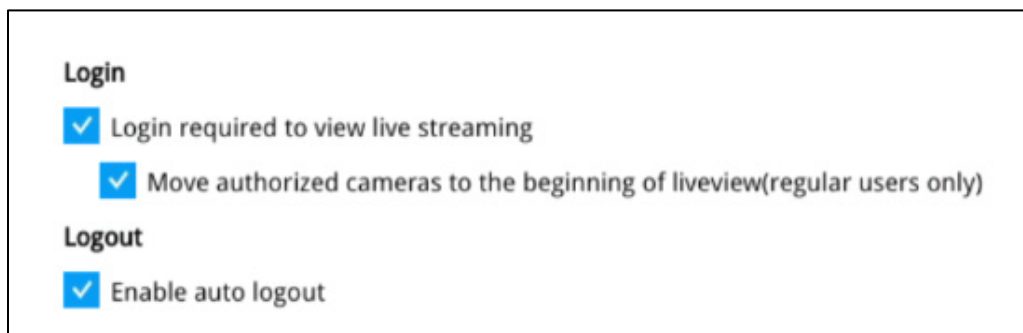 Login
Login required to view live streaming
Move authorized cameras to the beginning of liveview(regular users only)
Logout
Enable auto logout